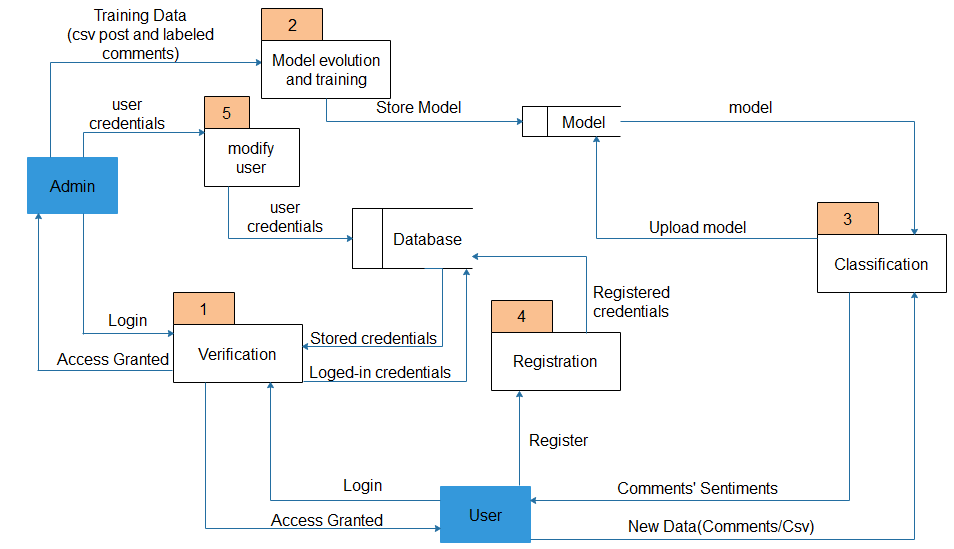 Training Data
(csv post and labeled
comments)
2
Model evolution
and training
Store Model
Model
model
user
credentials
5
modify
user
Admin
user
credentials
Database
Upload model
3
Classification
Registered
credentials
1
Verification
Login
Access Granted
Stored credentials
Loged-in credentials
4
Registration
Register
Login
Access Granted
User
Comments' Sentiments
New Data(Comments/Csv)